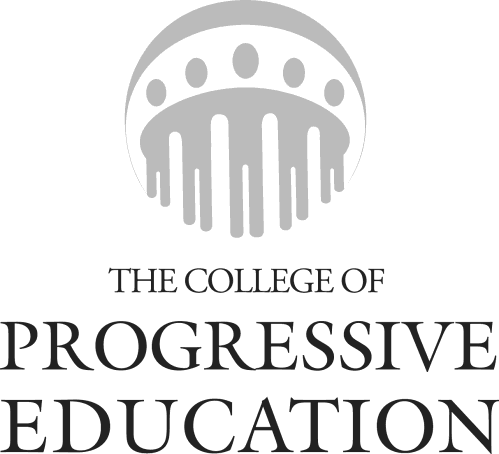 THE COLLEGE OF
PROGRESSIVE
EDUCATION